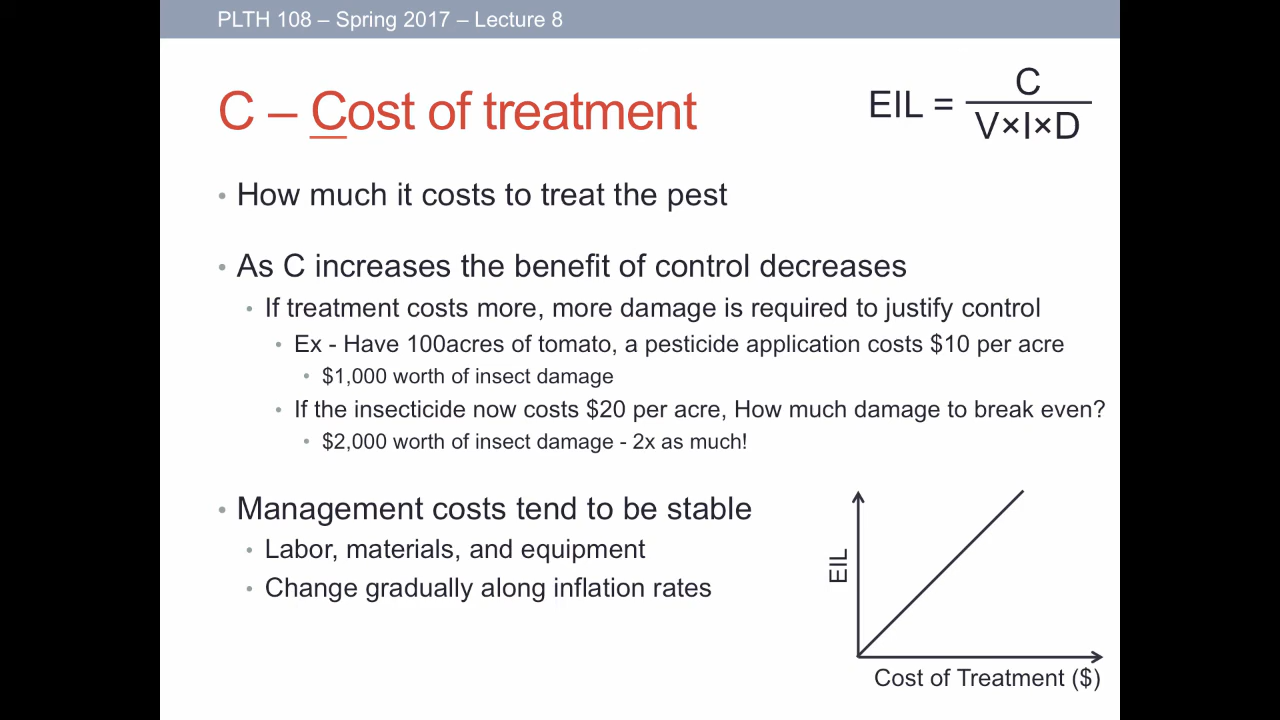 PLTH 108 – Spring 2017 – Lecture 8
C – Cost of treatment
EIL =
C
V×I×D
• How much it costs to treat the pest
• As C increases the benefit of control decreases
• If treatment costs more, more damage is required to justify control
• Ex - Have 100acres of tomato, a pesticide application costs $10 per acre
• $1,000 worth of insect damage
• If the insecticide now costs $20 per acre, How much damage to break even?
• $2,000 worth of insect damage - 2x as much!
• Management costs tend to be stable
• Labor, materials, and equipment
• Change gradually along inflation rates
EIL
Cost of Treatment ($)